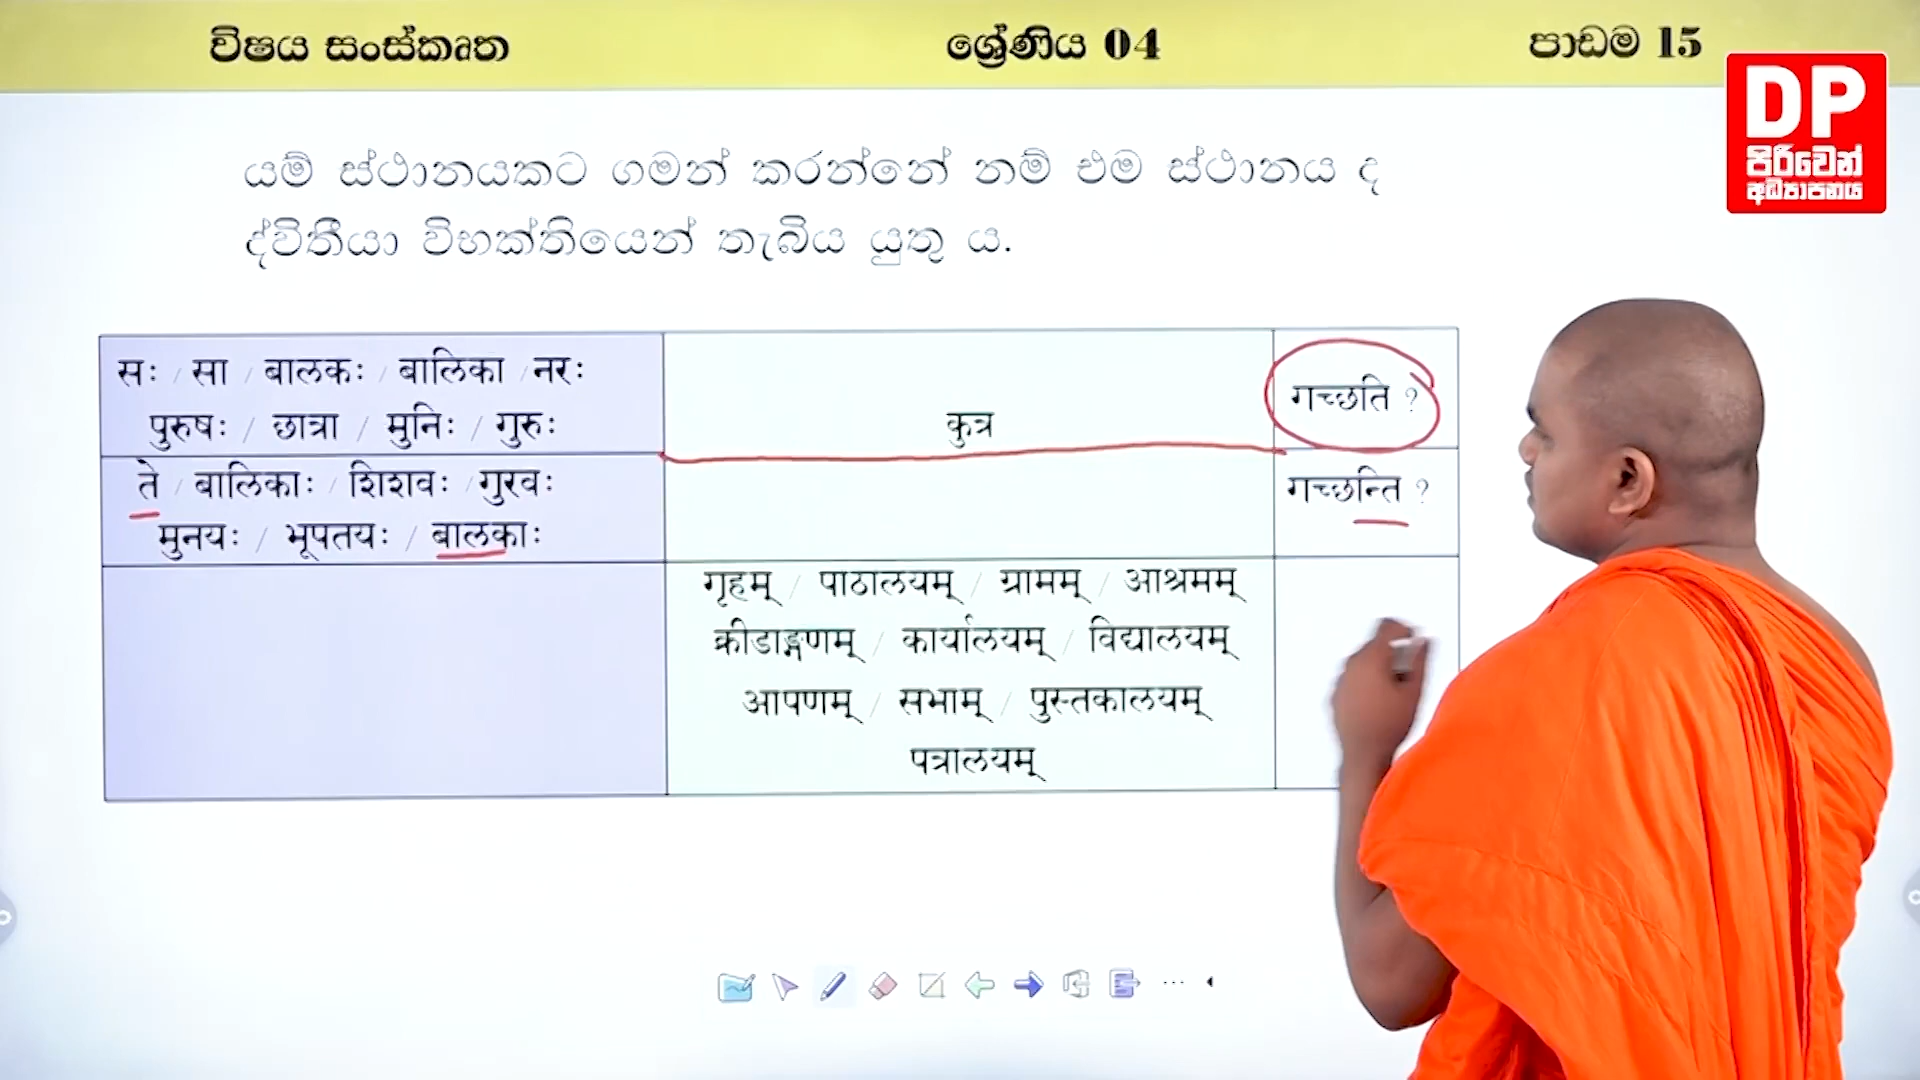 විෂය සංස්කෘත
ශ්‍රේණිය 04
පාඩම 15
DP
පිරිවෙන්
අධ්‍යාපනය
යම් ස්ථානයකට ගමන් කරන්නේ නම් එම ස්ථානය ද
ද්විතීයා විභක්තියෙන් තැබිය යුතු ය.
सः / सा / बालकः / बालिका / नरः
पुरुषः / छात्रा / मुनिः / गुरुः
कुत्र
गच्छति ?
ते / बालिकाः / शिशवः / गुरवः
मुनयः / भूपतयः / बालकाः
गच्छन्ति ?
गृहम् / पाठालयम् / ग्रामम् / आश्रमम्
क्रीडाङ्गणम् / कार्यालयम् / विद्यालयम्
आपणम् / सभाम् / पुस्तकालयम्
पत्रालयम्